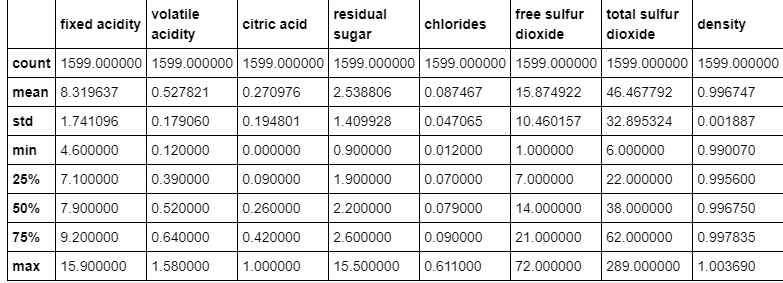 fixed acidity volatile acidity citric acid residual sugar chlorides free sulfur dioxide total sulfur dioxide density
count 1599.000000 1599.000000 1599.000000 1599.000000 1599.000000 1599.000000 1599.000000 1599.000000
mean 8.319637 0.527821 0.270976 2.538806 0.087467 15.874922 46.467792 0.996747
std 1.741096 0.179060 0.194801 1.409928 0.047065 10.460157 32.895324 0.001887
min 4.600000 0.120000 0.000000 0.900000 0.012000 1.000000 6.000000 0.990070
25% 7.100000 0.390000 0.090000 1.900000 0.070000 7.000000 22.000000 0.995600
50% 7.900000 0.520000 0.260000 2.200000 0.079000 14.000000 38.000000 0.996750
75% 9.200000 0.640000 0.420000 2.600000 0.090000 21.000000 62.000000 0.997835
max 15.900000 1.580000 1.000000 15.500000 0.611000 72.000000 289.000000 1.003690